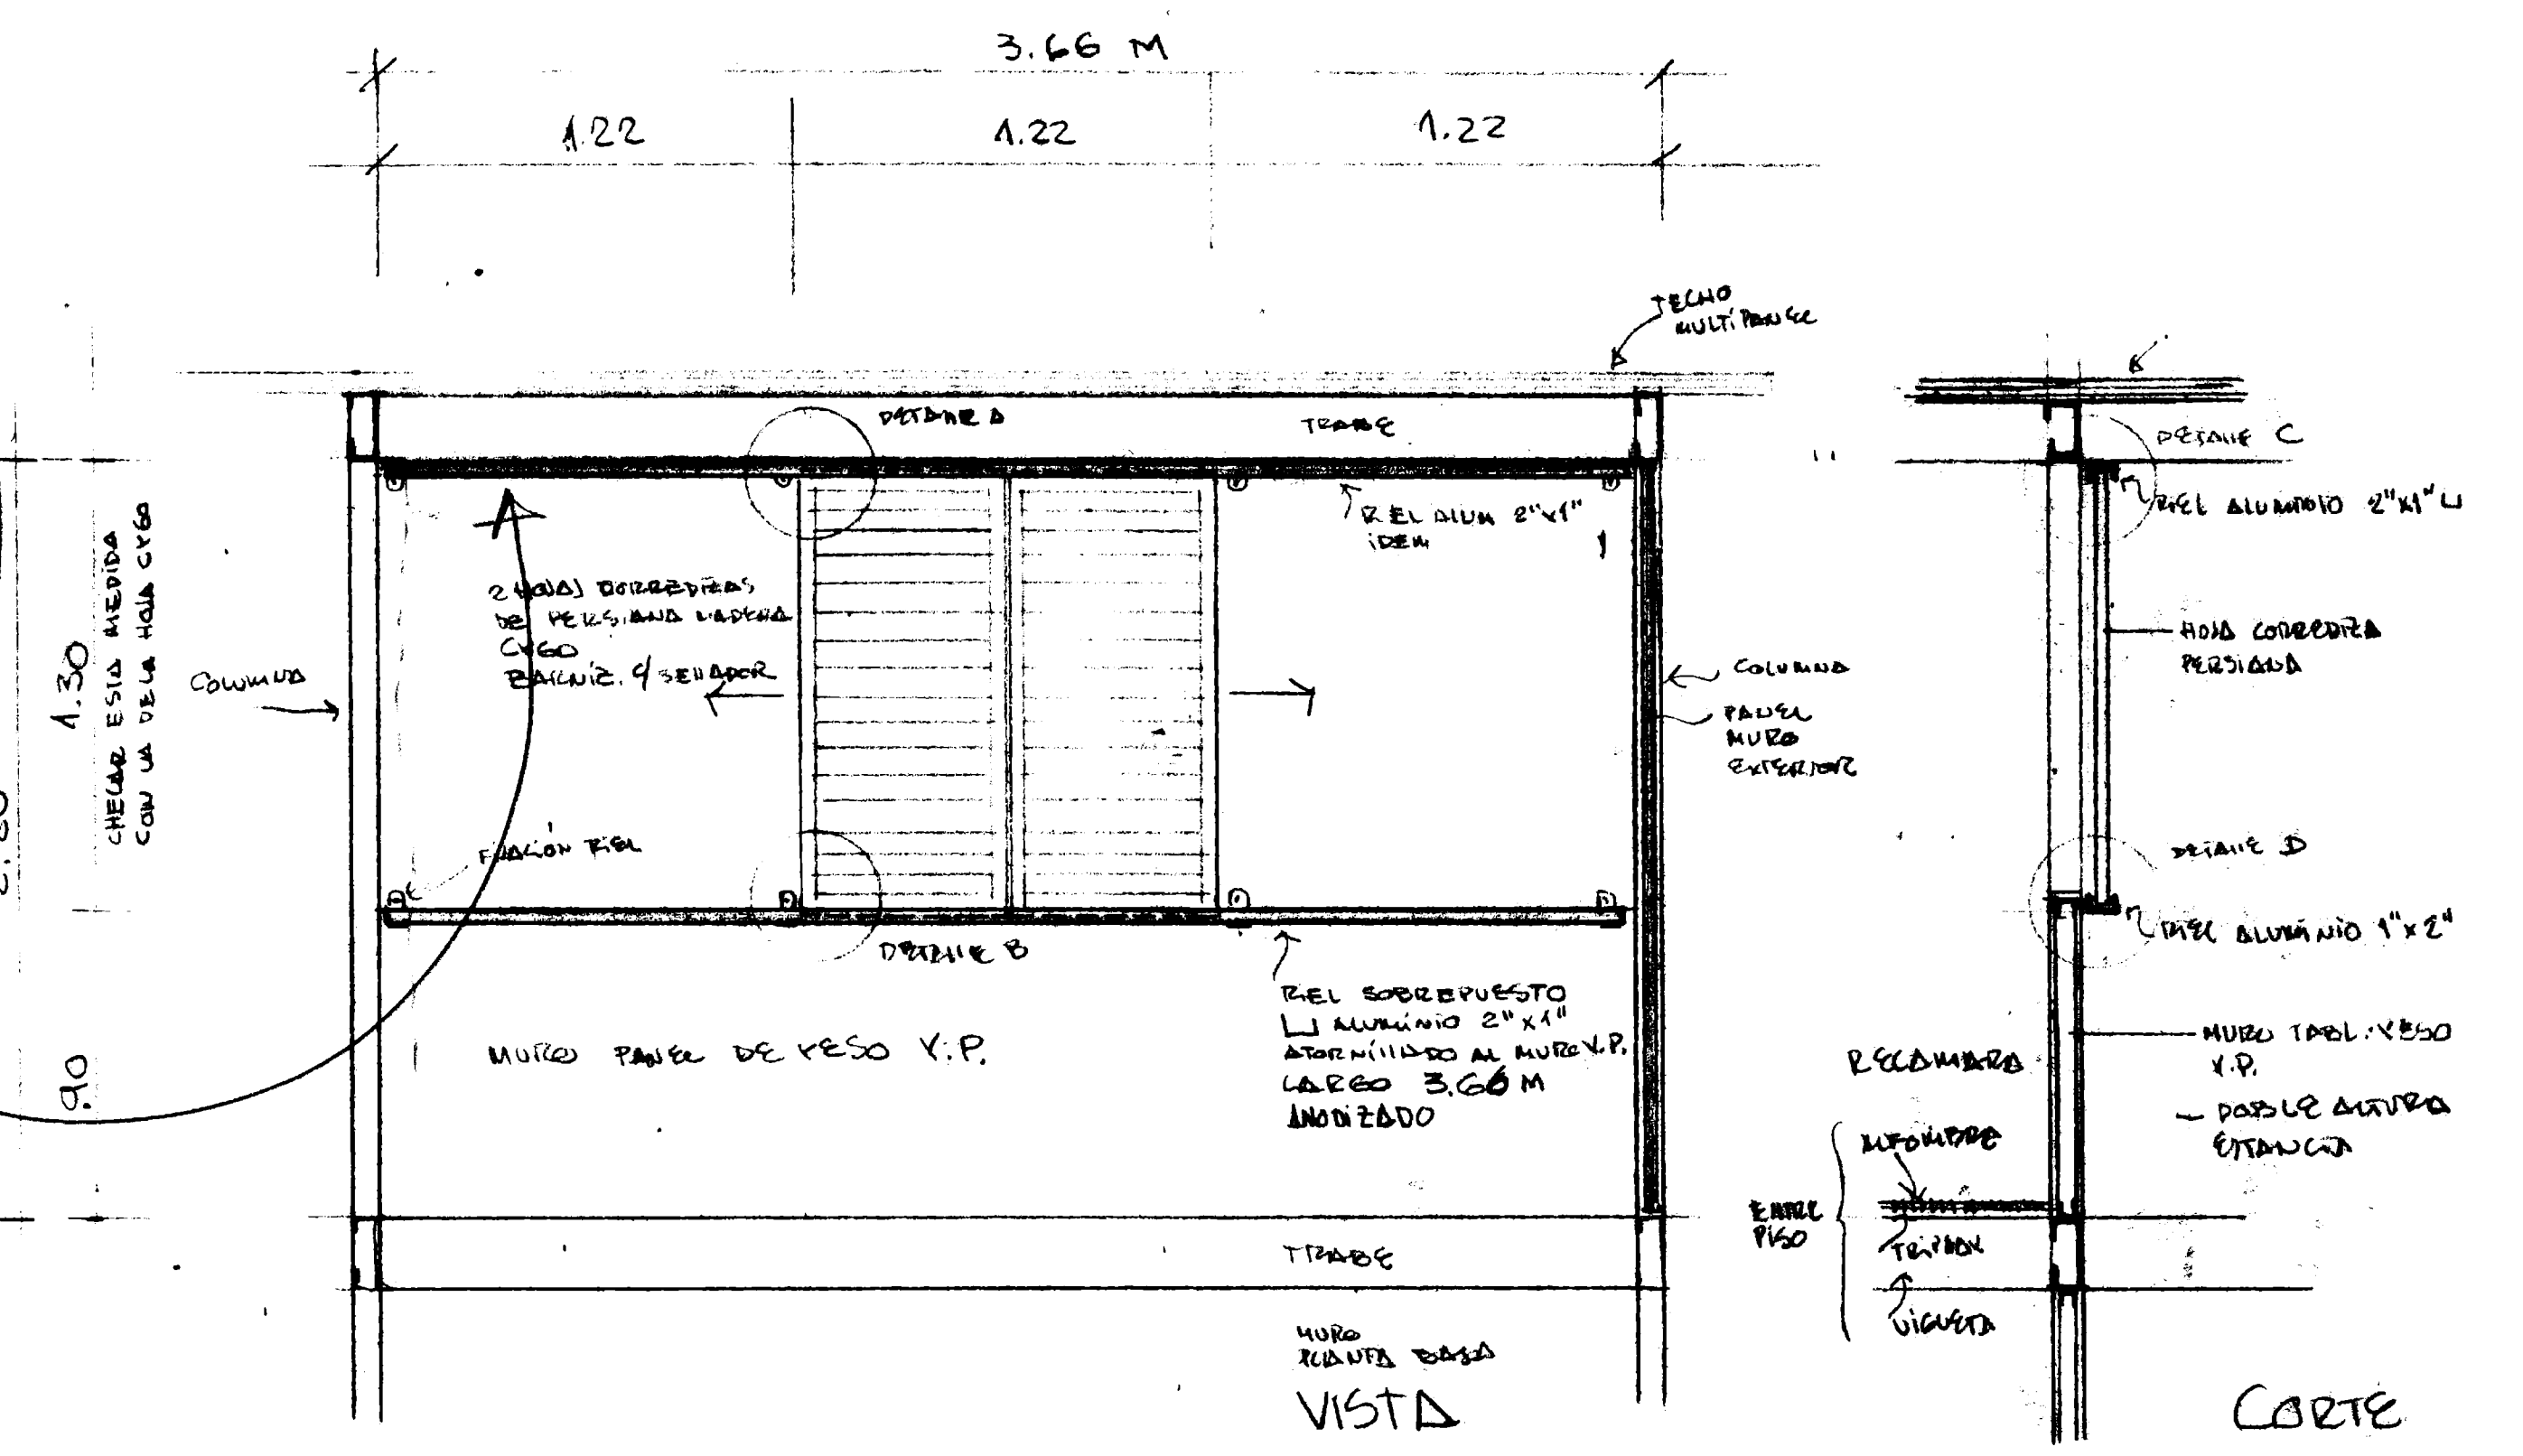 3.66 M
1.22
1.22
1.22
TECHO
MULTIPANEL
DETALLE A
TRABE
DETALLE C
RIEL ALUM 2"x1"
IDEM
RIEL ALUMINIO 2"x1" ⊔
2 HOJAS CORREDIZAS
DE PERSIANA MADERA
CYGO
BARNIZ. C/ SELLADOR
CHECAR ESTA MEDIDA
CON LA DE LA HOJA CYGO
1.30
COLUMNA
COLUMNA
PANEL
MURO
EXTERIOR
HOJA CORREDIZA
PERSIANA
FIJACIÓN RIEL
DETALLE D
DETALLE B
RIEL ALUMINIO 1"x2"
RIEL SOBREPUESTO
⊔ ALUMINIO 2"x1"
ATORNILLADO AL MURO Y.P.
LARGO 3.66 M
ANODIZADO
MURO PANEL DE YESO Y.P.
.90
MURO TABL. YESO
Y.P.
RECAMARA
DOBLE ALTURA
ESTANCIA
ALFOMBRA
ENTRE
PISO
TRIPLAY
VIGUETA
TRABE
MURO
PLANTA BAJA
VISTA
CORTE